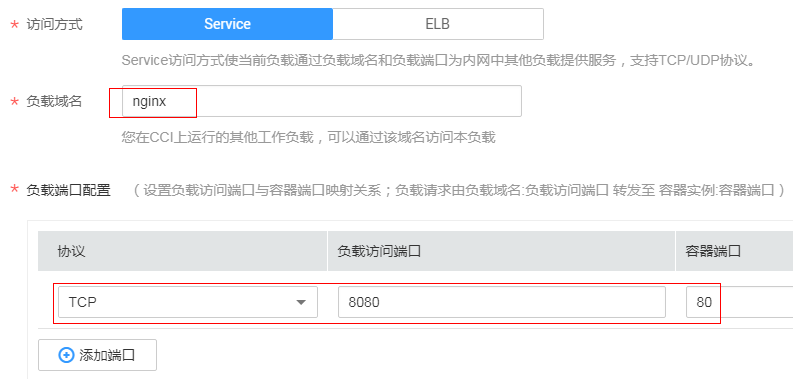 * 访问方式 Service ELB
Service访问方式使当前负载通过负载域名和负载端口为内网中其他负载提供服务，支持TCP/UDP协议。
* 负载域名 nginx
您在CCI上运行的其他工作负载，可以通过该域名访问本负载
* 负载端口配置 （设置负载访问端口与容器端口映射关系；负载请求由负载域名:负载访问端口 转发至 容器实例:容器端口）
协议 负载访问端口 容器端口
TCP 8080 80
添加端口